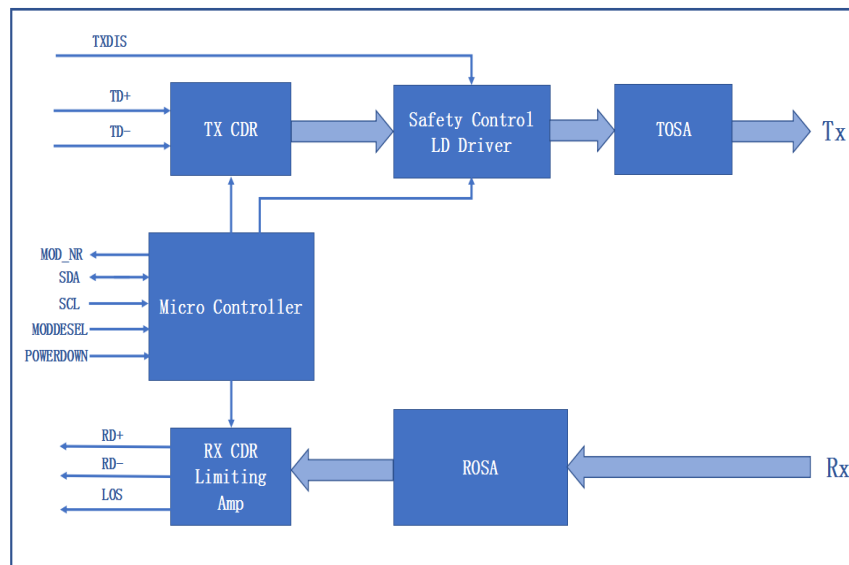 TXDIS
TD+
TD-
TX CDR
Safety Control
LD Driver
TOSA
Tx
MOD_NR
SDA
SCL
MODDESEL
POWERDOWN
Micro Controller
RD+
RD-
LOS
RX CDR
Limiting
Amp
ROSA
Rx